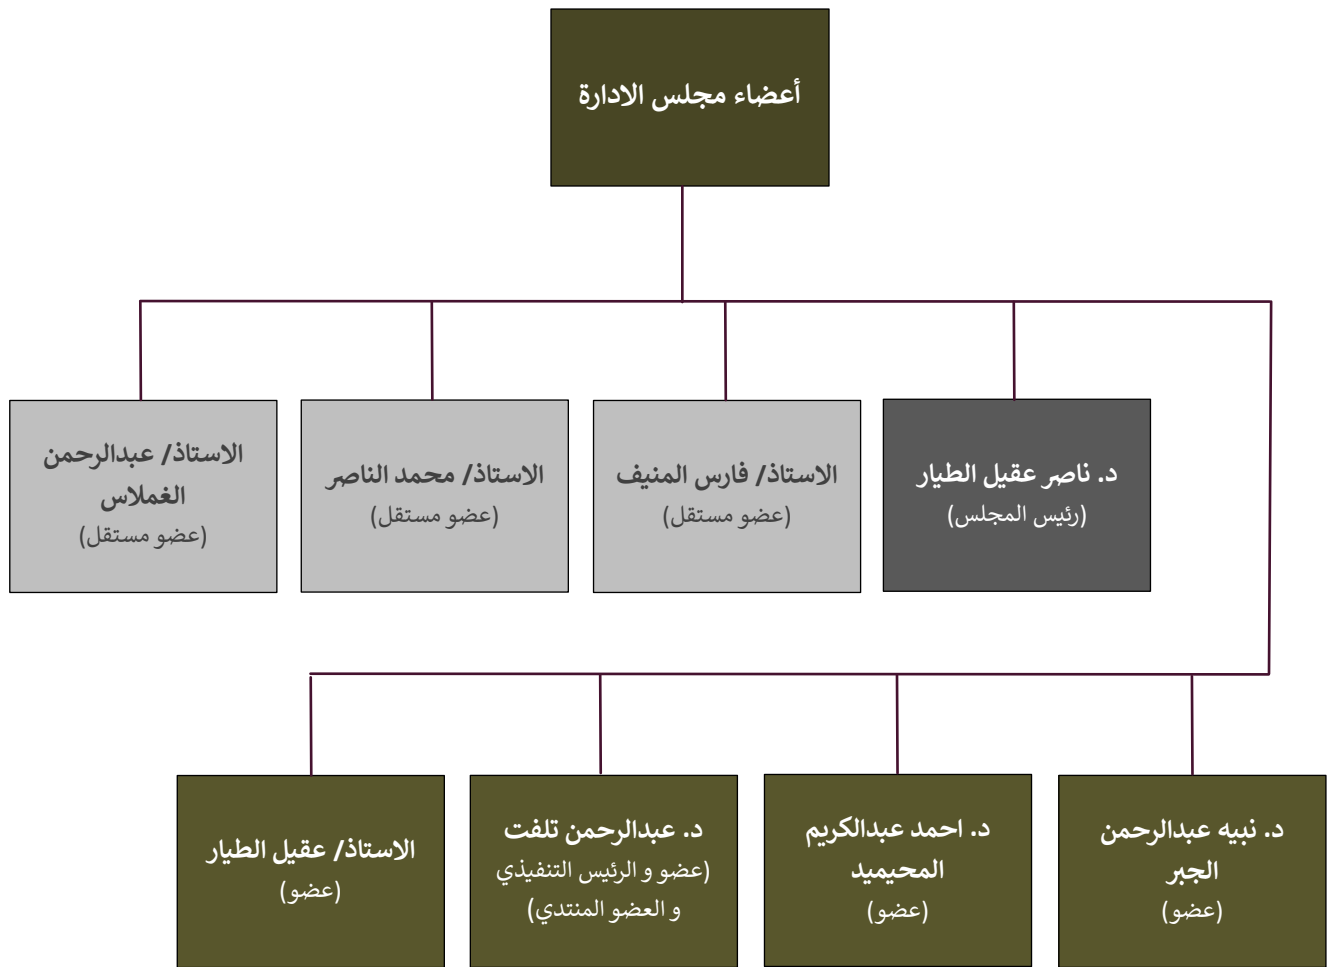 أعضاء مجلس الادارة
د. ناصر عقيل الطيار
(رئيس المجلس)
الاستاذ/ فارس المنيف
(عضو مستقل)
الاستاذ/ محمد الناصر
(عضو مستقل)
الاستاذ/ عبدالرحمن
الغملاس
(عضو مستقل)
د. نبيه عبدالرحمن
الجبر
(عضو)
د. احمد عبدالكريم
المحيميد
(عضو)
د. عبدالرحمن تلفت
(عضو و الرئيس التنفيذي
و العضو المنتدي)
الاستاذ/ عقيل الطيار
(عضو)